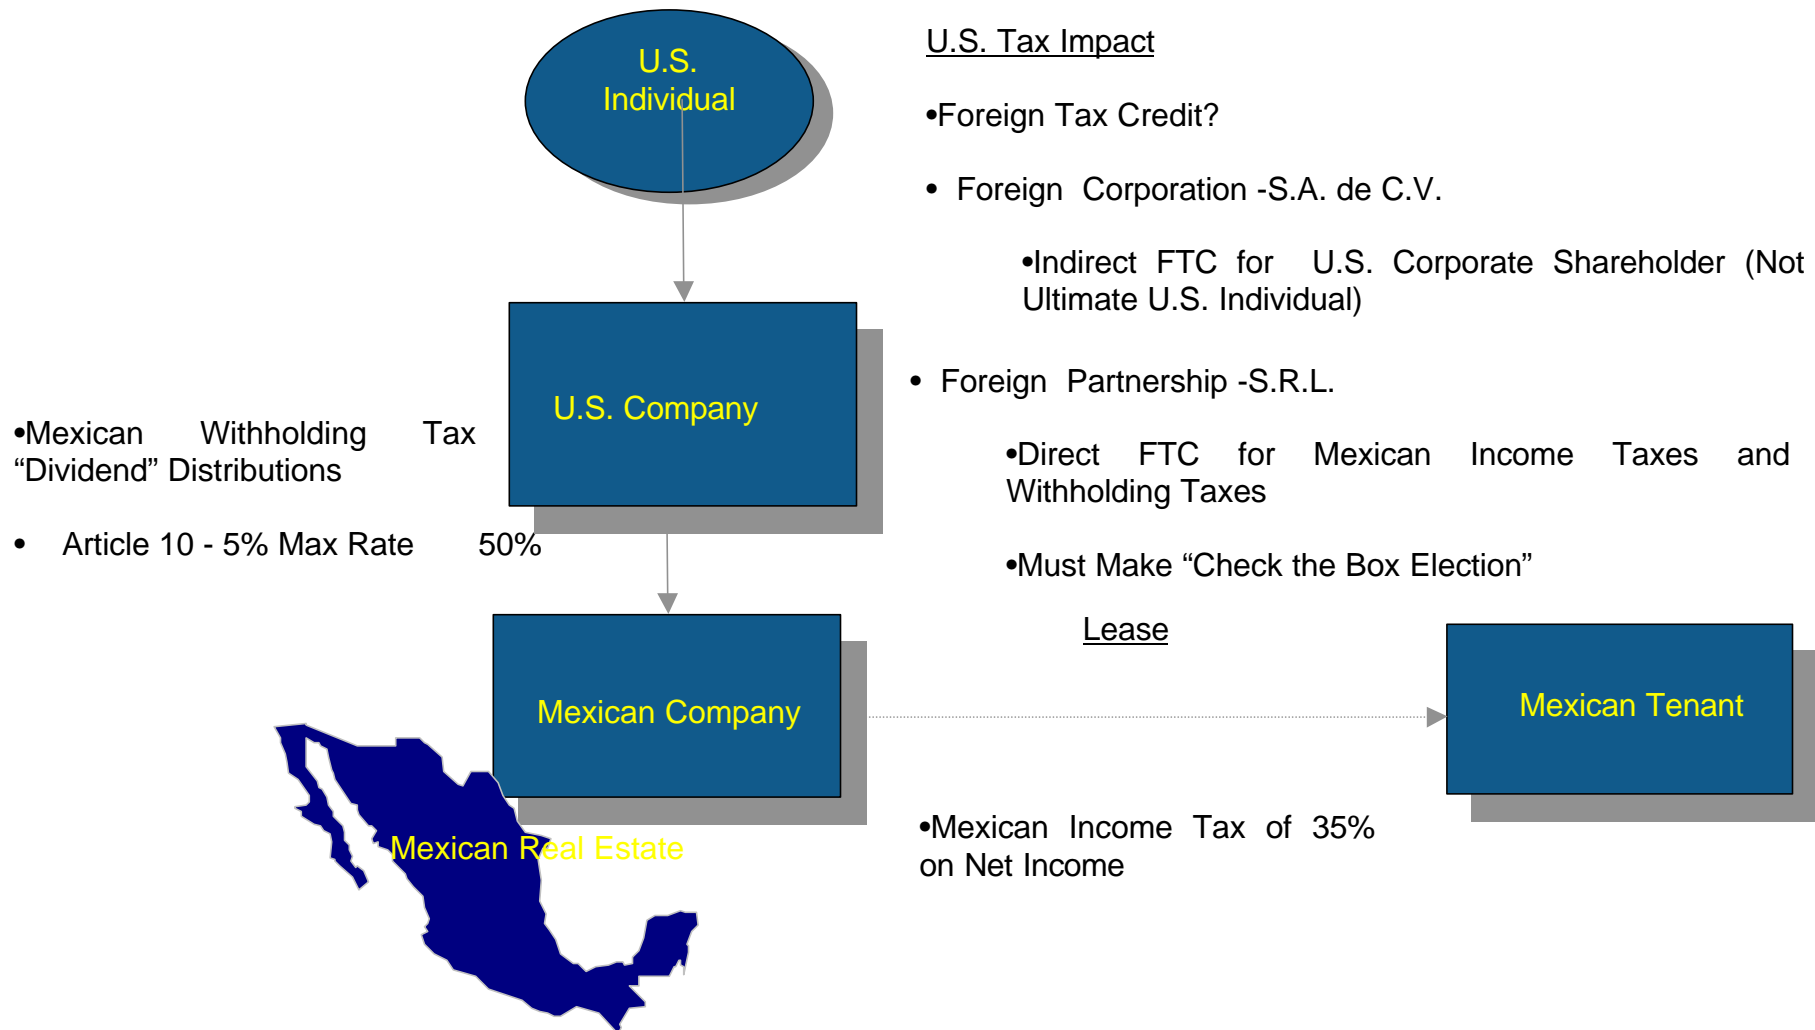 U.S.
Individual
U.S. Tax Impact
•Foreign Tax Credit?
• Foreign Corporation -S.A. de C.V.
•Indirect FTC for U.S. Corporate Shareholder (Not
Ultimate U.S. Individual)
• Foreign Partnership -S.R.L.
•Direct FTC for Mexican Income Taxes and
Withholding Taxes
•Must Make “Check the Box Election”
U.S. Company
•Mexican Withholding Tax
“Dividend” Distributions
• Article 10 - 5% Max Rate 50%
Lease
Mexican Company
Mexican Tenant
Mexican Real Estate
•Mexican Income Tax of 35%
on Net Income